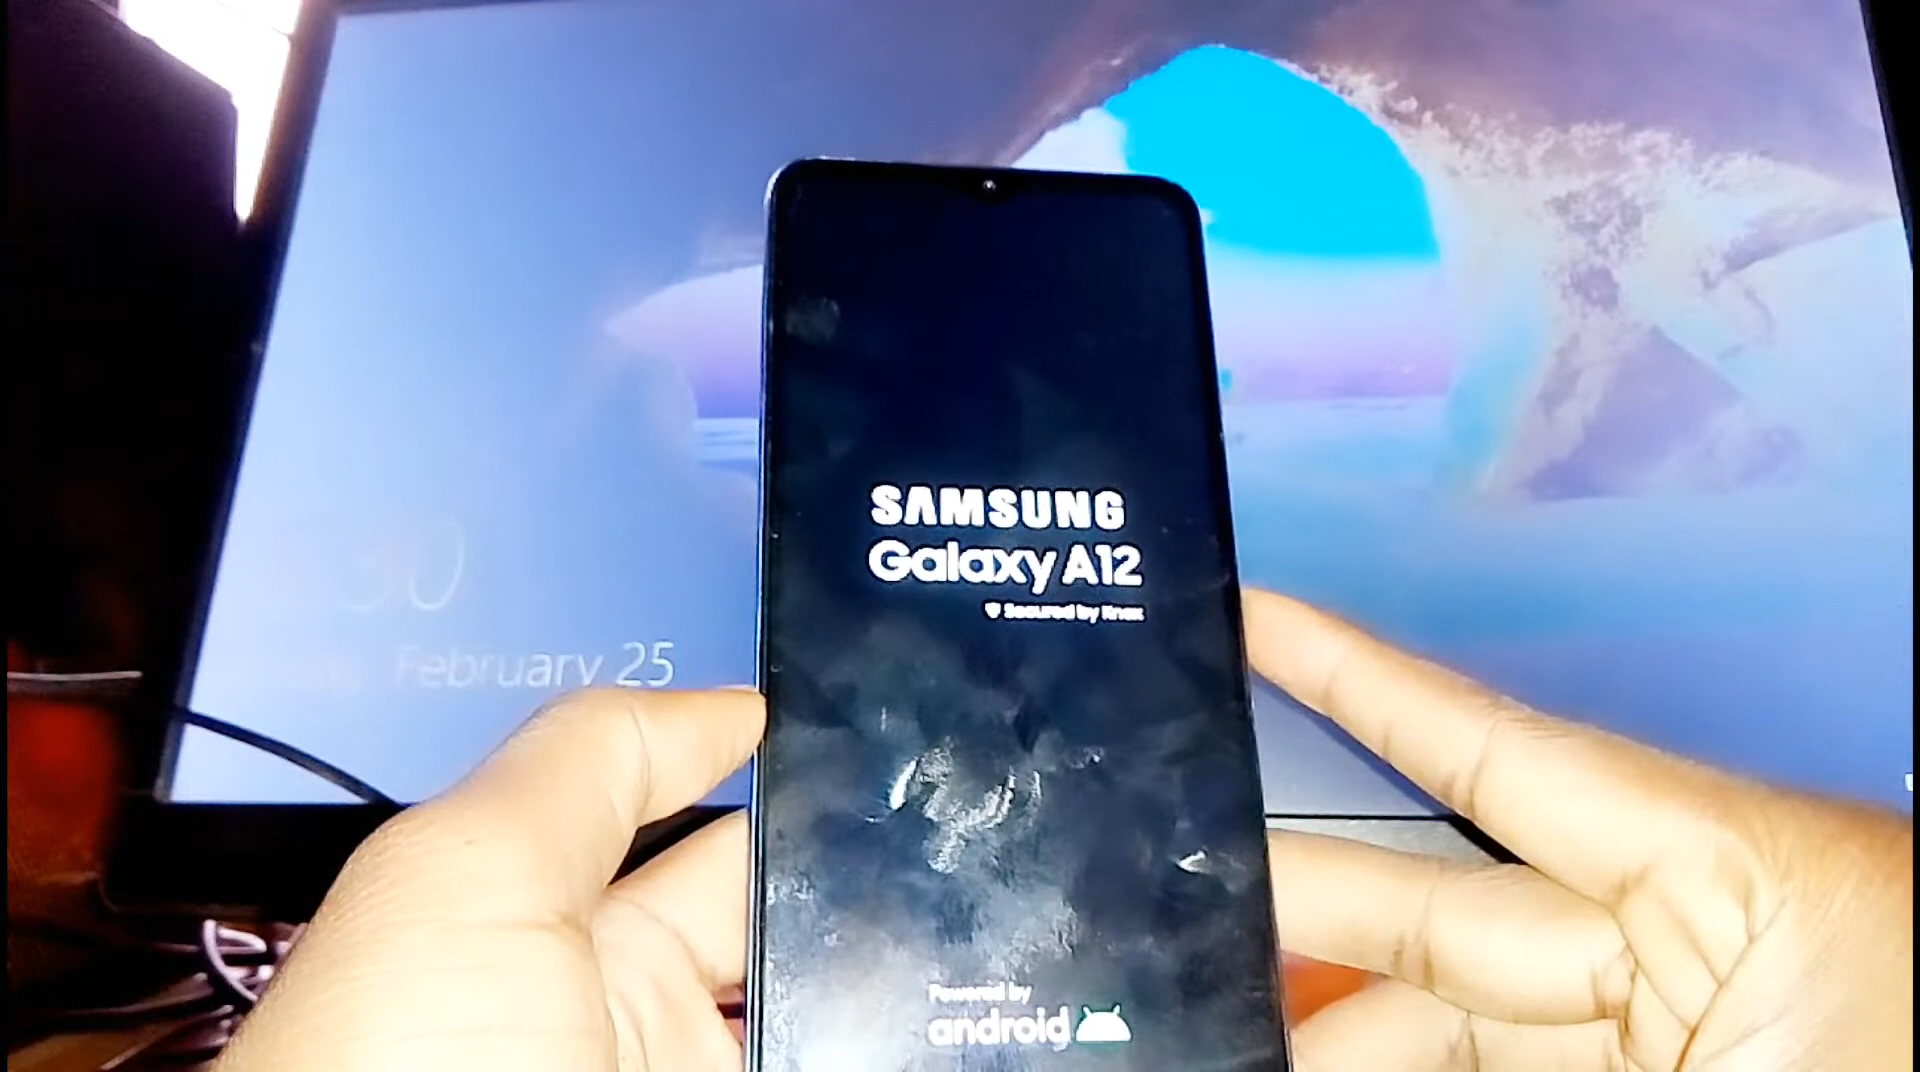 SAMSUNG
Galaxy A12
Secured by Knox
February 25
Powered by
android